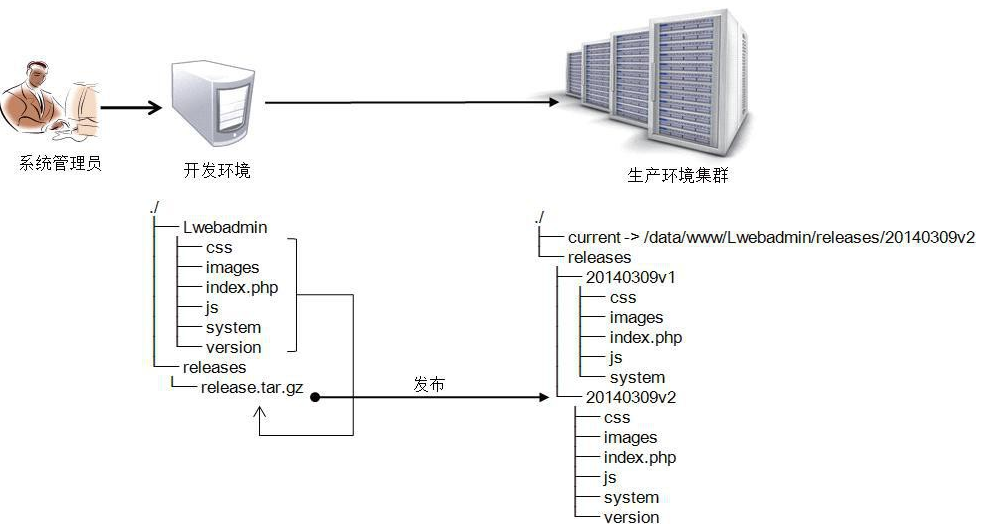 系统管理员
开发环境
生产环境集群
./
Lwebadmin
css
images
index.php
js
system
version
releases
release.tar.gz
发布
./
current -> /data/www/Lwebadmin/releases/20140309v2
releases
20140309v1
css
images
index.php
js
system
20140309v2
css
images
index.php
js
system
version